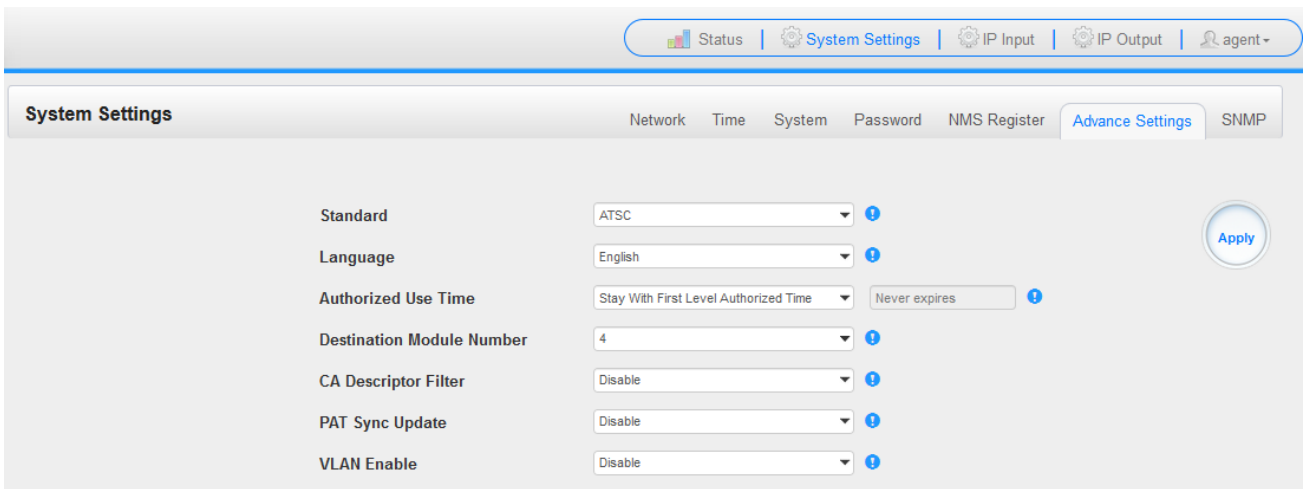 Status | System Settings | IP Input | IP Output | agent
System Settings Network Time System Password NMS Register Advance Settings SNMP
Standard ATSC
Apply
Language English
Authorized Use Time Stay With First Level Authorized Time Never expires
Destination Module Number 4
CA Descriptor Filter Disable
PAT Sync Update Disable
VLAN Enable Disable